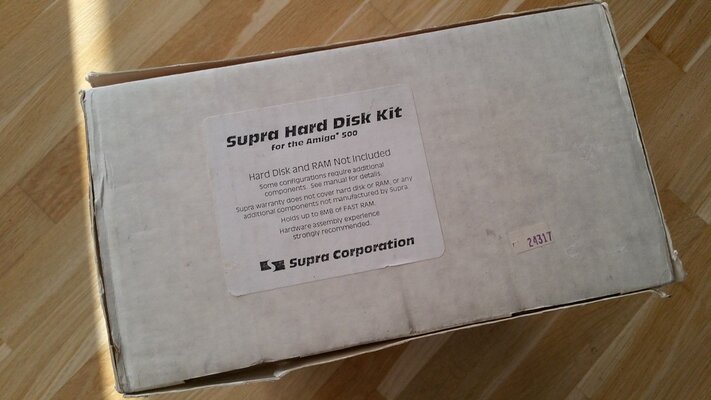 Supra Hard Disk Kit
for the Amiga® 500
Hard Disk and RAM Not Included
Some configurations require additional
components. See manual for details.
Supra warranty does not cover hard disk or RAM, or any
additional components not manufactured by Supra.
Holds up to 8MB of FAST RAM.
Hardware assembly experience
strongly recommended.
Supra Corporation
24317